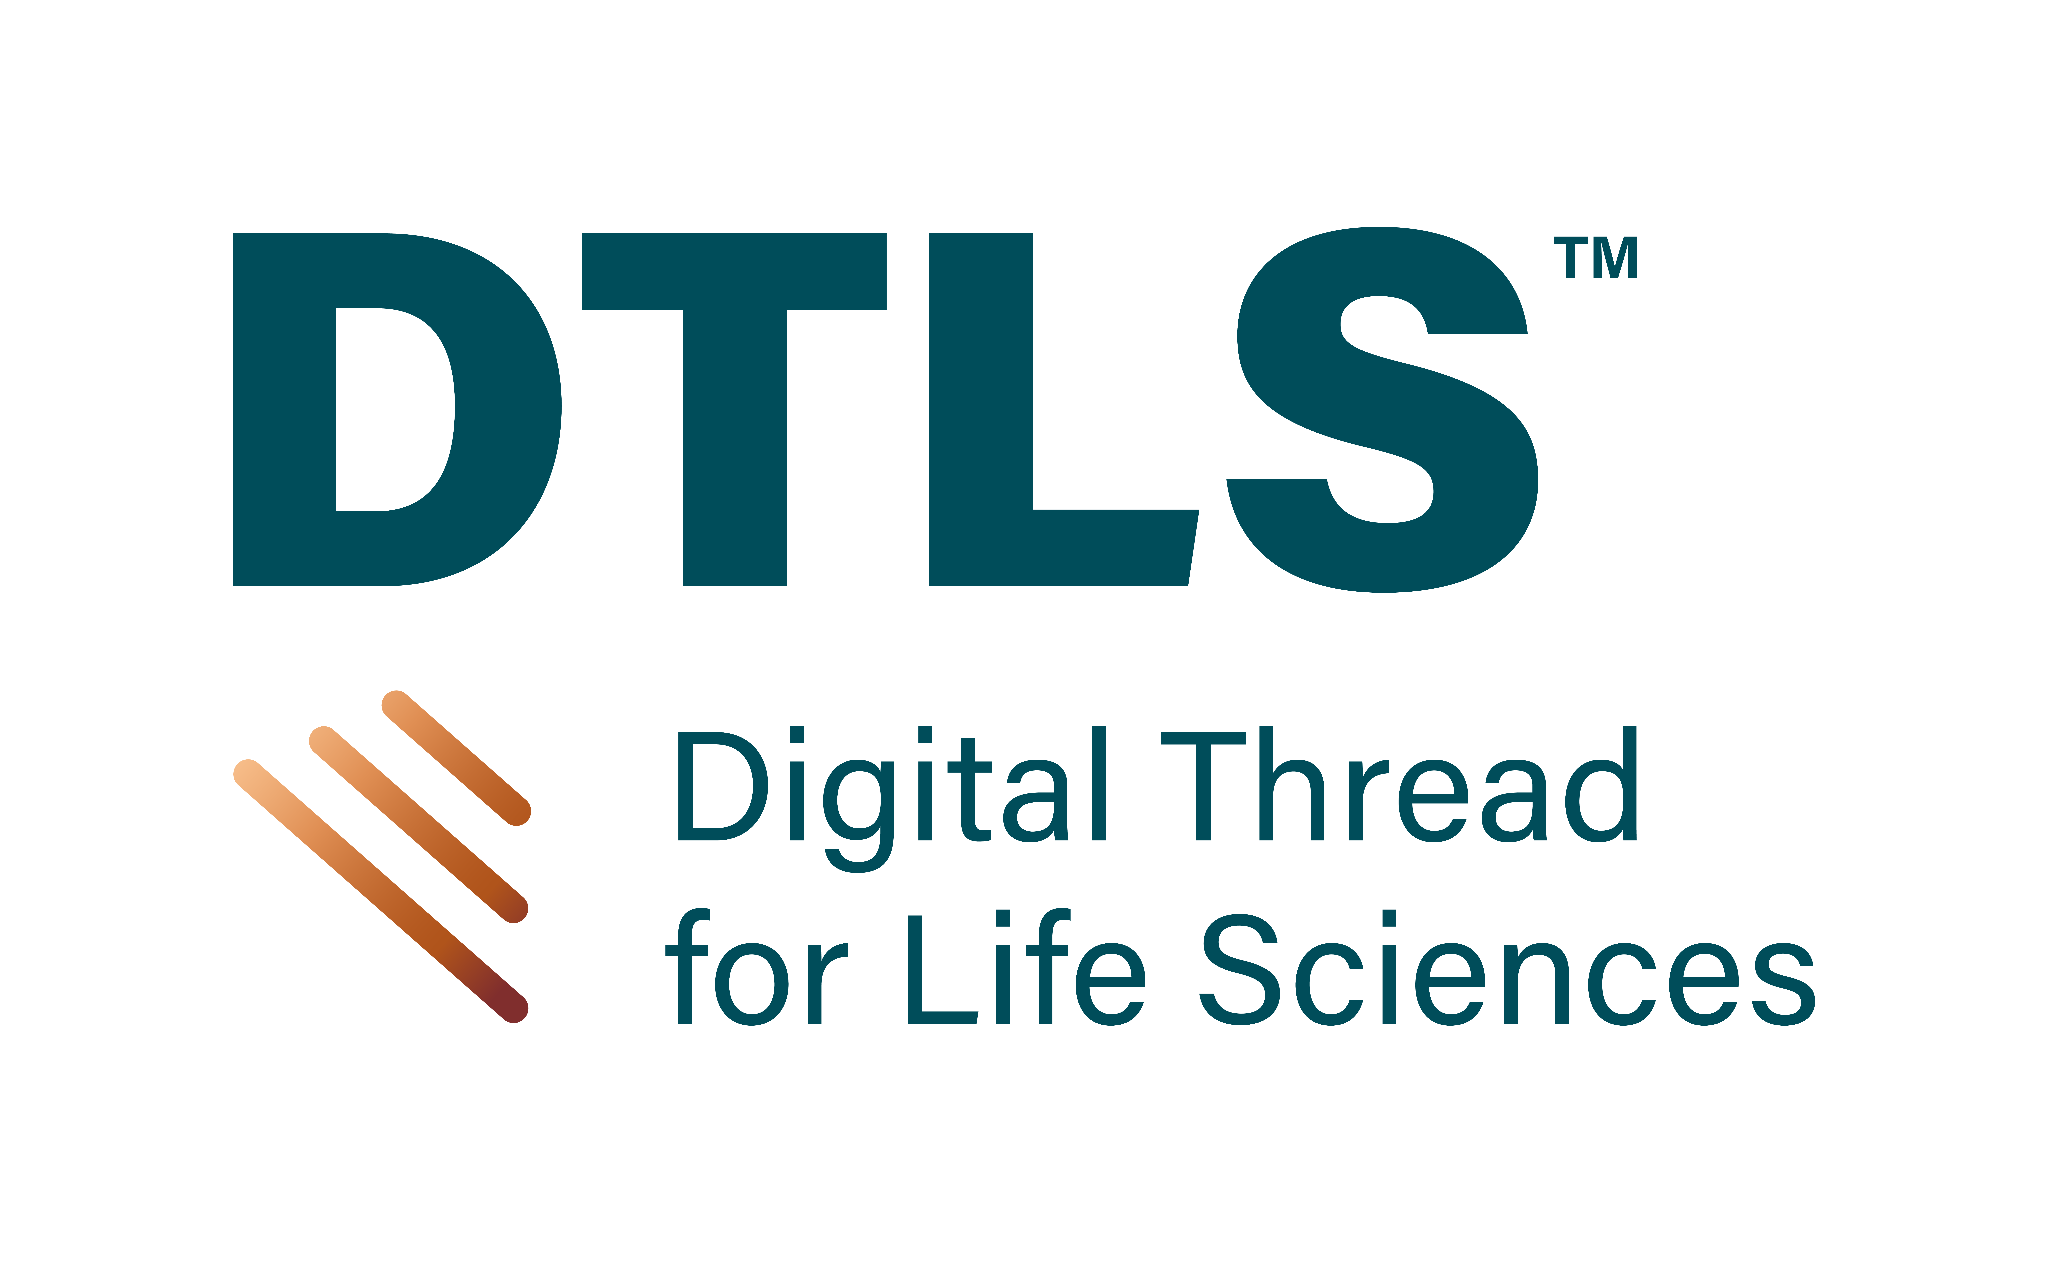 DTLS™
Digital Thread
for Life Sciences